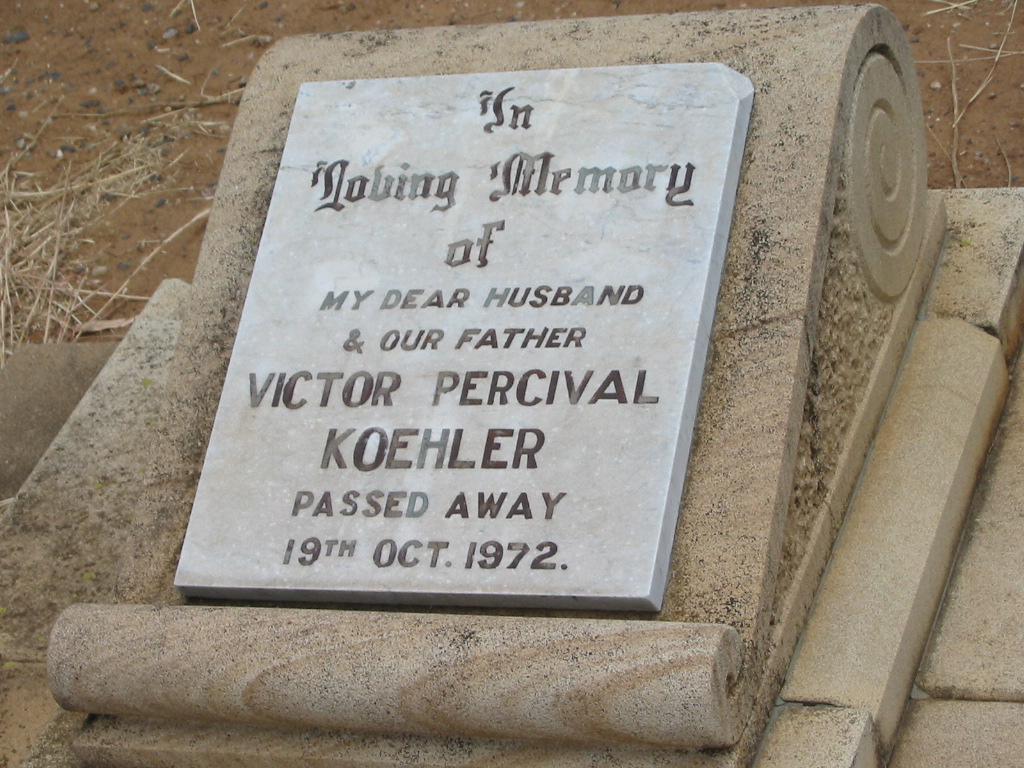 In
Loving Memory
of
MY DEAR HUSBAND
& OUR FATHER
VICTOR PERCIVAL
KOEHLER
PASSED AWAY
19TH OCT. 1972.